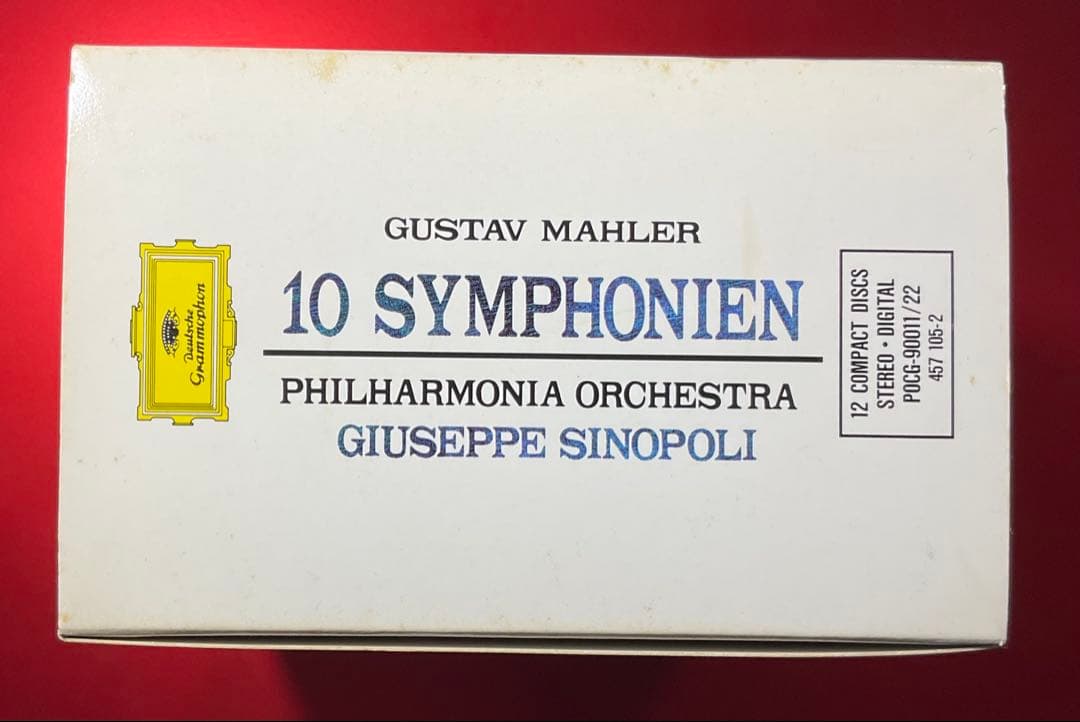 GUSTAV MAHLER
10 SYMPHONIEN
PHILHARMONIA ORCHESTRA
GIUSEPPE SINOPOLI
Deutsche
Grammophon
12 COMPACT DISCS
STEREO • DIGITAL
POCG-90011/22
457 105-2